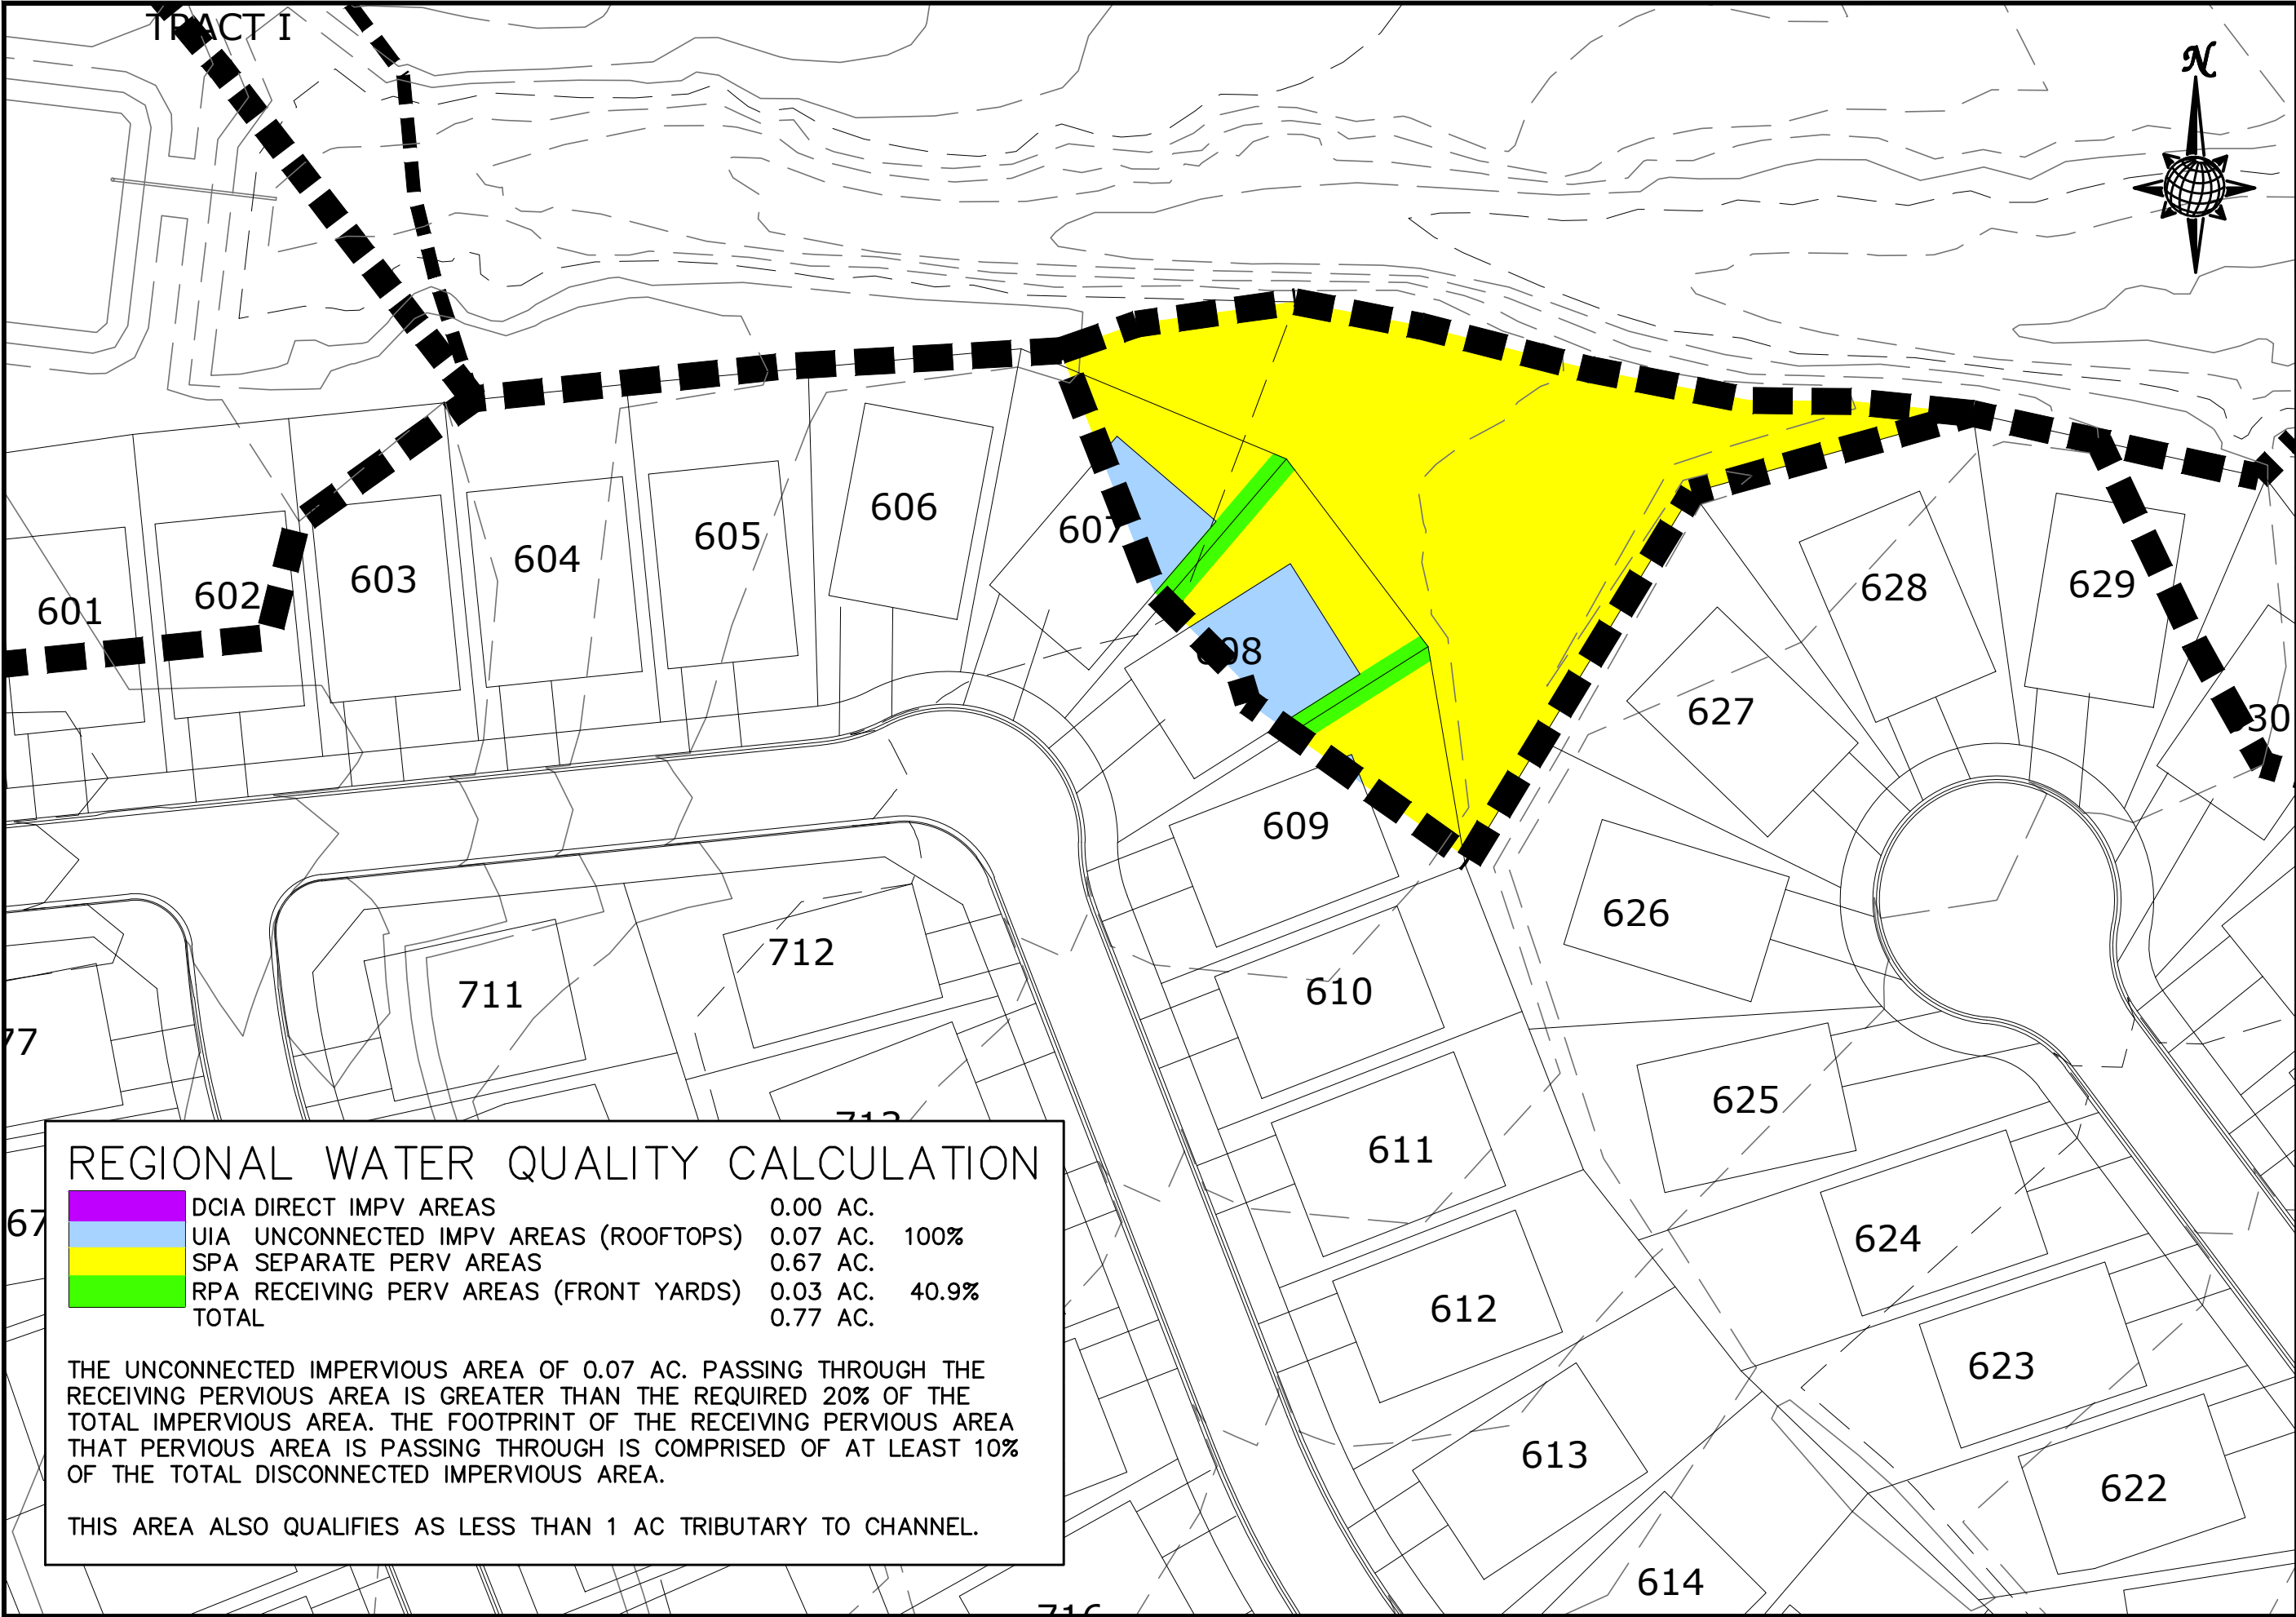 TRACT I
N
606
607
605
604
603
602
601
628
629
627
609
626
712
711
610
77
625
611
624
612
623
613
622
614
REGIONAL WATER QUALITY CALCULATION
DCIA DIRECT IMPV AREAS 0.00 AC.
UIA UNCONNECTED IMPV AREAS (ROOFTOPS) 0.07 AC. 100%
SPA SEPARATE PERV AREAS 0.67 AC.
RPA RECEIVING PERV AREAS (FRONT YARDS) 0.03 AC. 40.9%
TOTAL 0.77 AC.
THE UNCONNECTED IMPERVIOUS AREA OF 0.07 AC. PASSING THROUGH THE
RECEIVING PERVIOUS AREA IS GREATER THAN THE REQUIRED 20% OF THE
TOTAL IMPERVIOUS AREA. THE FOOTPRINT OF THE RECEIVING PERVIOUS AREA
THAT PERVIOUS AREA IS PASSING THROUGH IS COMPRISED OF AT LEAST 10%
OF THE TOTAL DISCONNECTED IMPERVIOUS AREA.
THIS AREA ALSO QUALIFIES AS LESS THAN 1 AC TRIBUTARY TO CHANNEL.